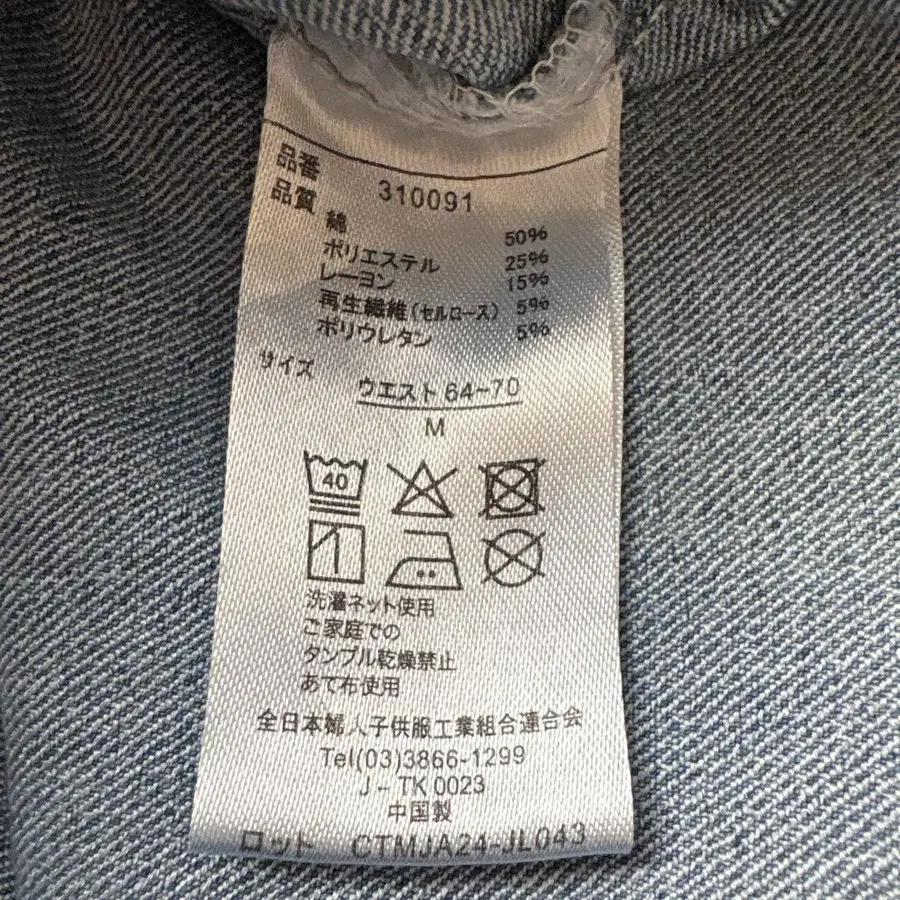 品番 310091
品質 綿 50%
ポリエステル 25%
レーヨン 15%
再生繊維(セルロース) 5%
ポリウレタン 5%
サイズ
ウエスト64~70
M
40
洗濯ネット使用
ご家庭での
タンブル乾燥禁止
あて布使用
全日本婦人子供服工業組合連合会
Tel(03)3866-1299
J-TK 0023
中国製
ロット CTMJA24-JL043